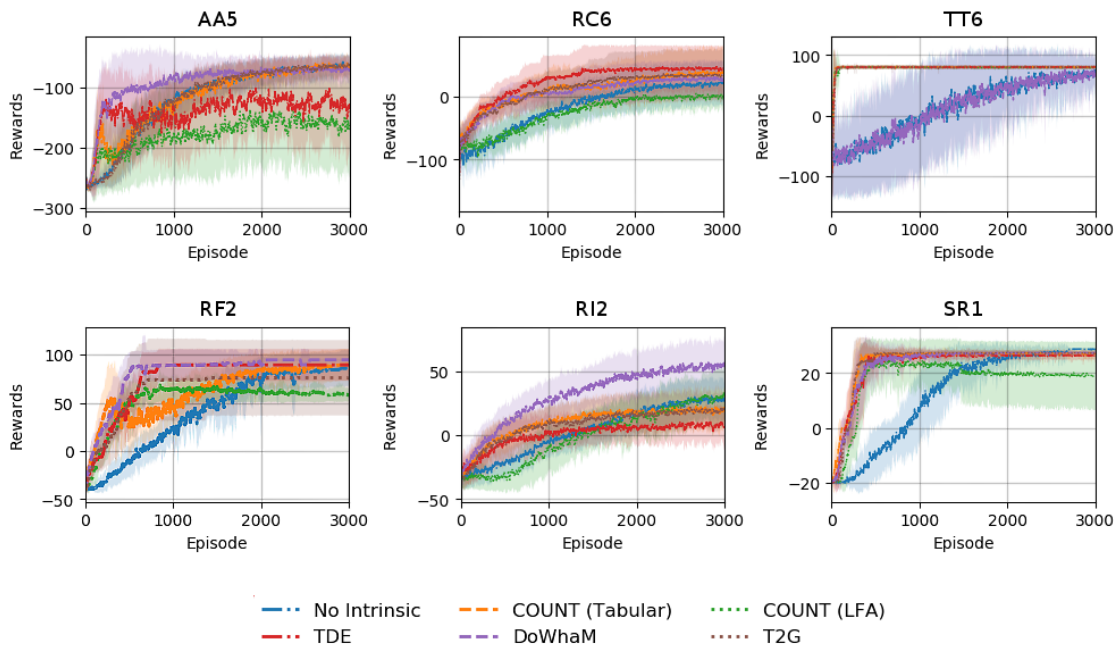 AA5
RC6
TT6
Rewards
−100
−200
−300
0 1000 2000 3000
Episode
Rewards
0
−100
0 1000 2000 3000
Episode
Rewards
100
0
−100
0 1000 2000 3000
Episode
RF2
RI2
SR1
Rewards
100
50
0
−50
0 1000 2000 3000
Episode
Rewards
50
0
−50
0 1000 2000 3000
Episode
Rewards
20
0
−20
0 1000 2000 3000
Episode
No Intrinsic COUNT (Tabular) COUNT (LFA)
TDE DoWhaM T2G